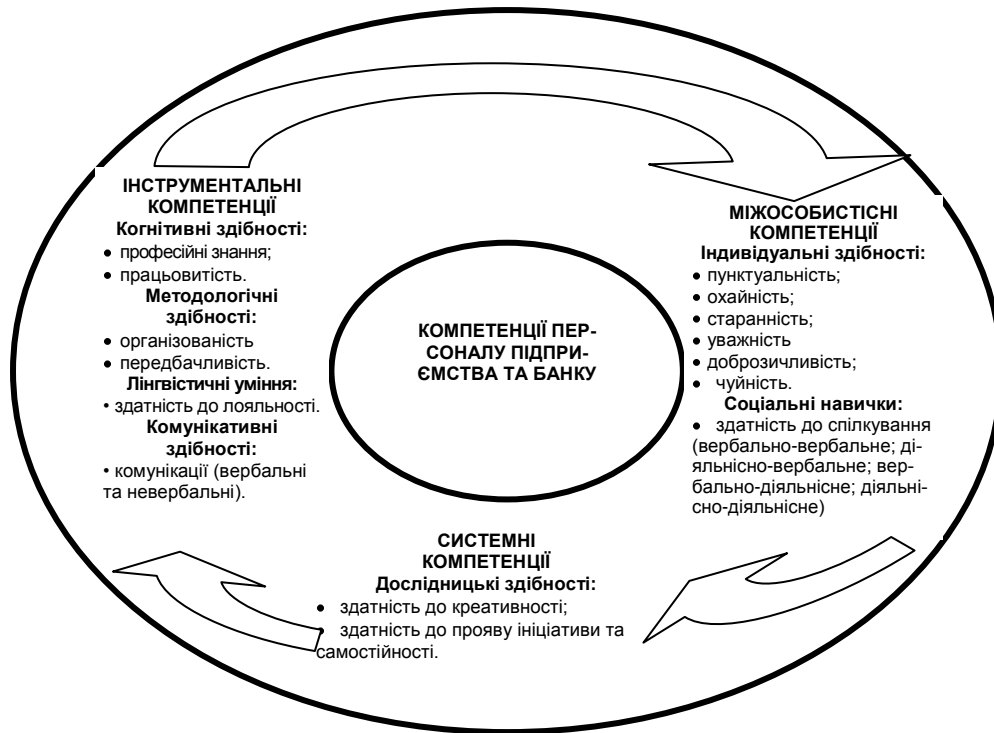 ІНСТРУМЕНТАЛЬНІ
КОМПЕТЕНЦІЇ
Когнітивні здібності:
• професійні знання;
• працьовитість.
Методологічні
здібності:
• організованість
• передбачливість.
Лінгвістичні уміння:
• здатність до лояльності.
Комунікативні
здібності:
• комунікації (вербальні
та невербальні).
КОМПЕТЕНЦІЇ ПЕР-
СОНАЛУ ПІДПРИ-
ЄМСТВА ТА БАНКУ
МІЖОСОБИСТІСНІ
КОМПЕТЕНЦІЇ
Індивідуальні здібності:
• пунктуальність;
• охайність;
• старанність;
• уважність
• доброзичливість;
• чуйність.
Соціальні навички:
• здатність до спілкування
(вербально-вербальне; ді-
яльнісно-вербальне; вер-
бально-діяльнісне; діяльні-
сно-діяльнісне)
СИСТЕМНІ
КОМПЕТЕНЦІЇ
Дослідницькі здібності:
• здатність до креативності;
• здатність до прояву ініціативи та
самостійності.